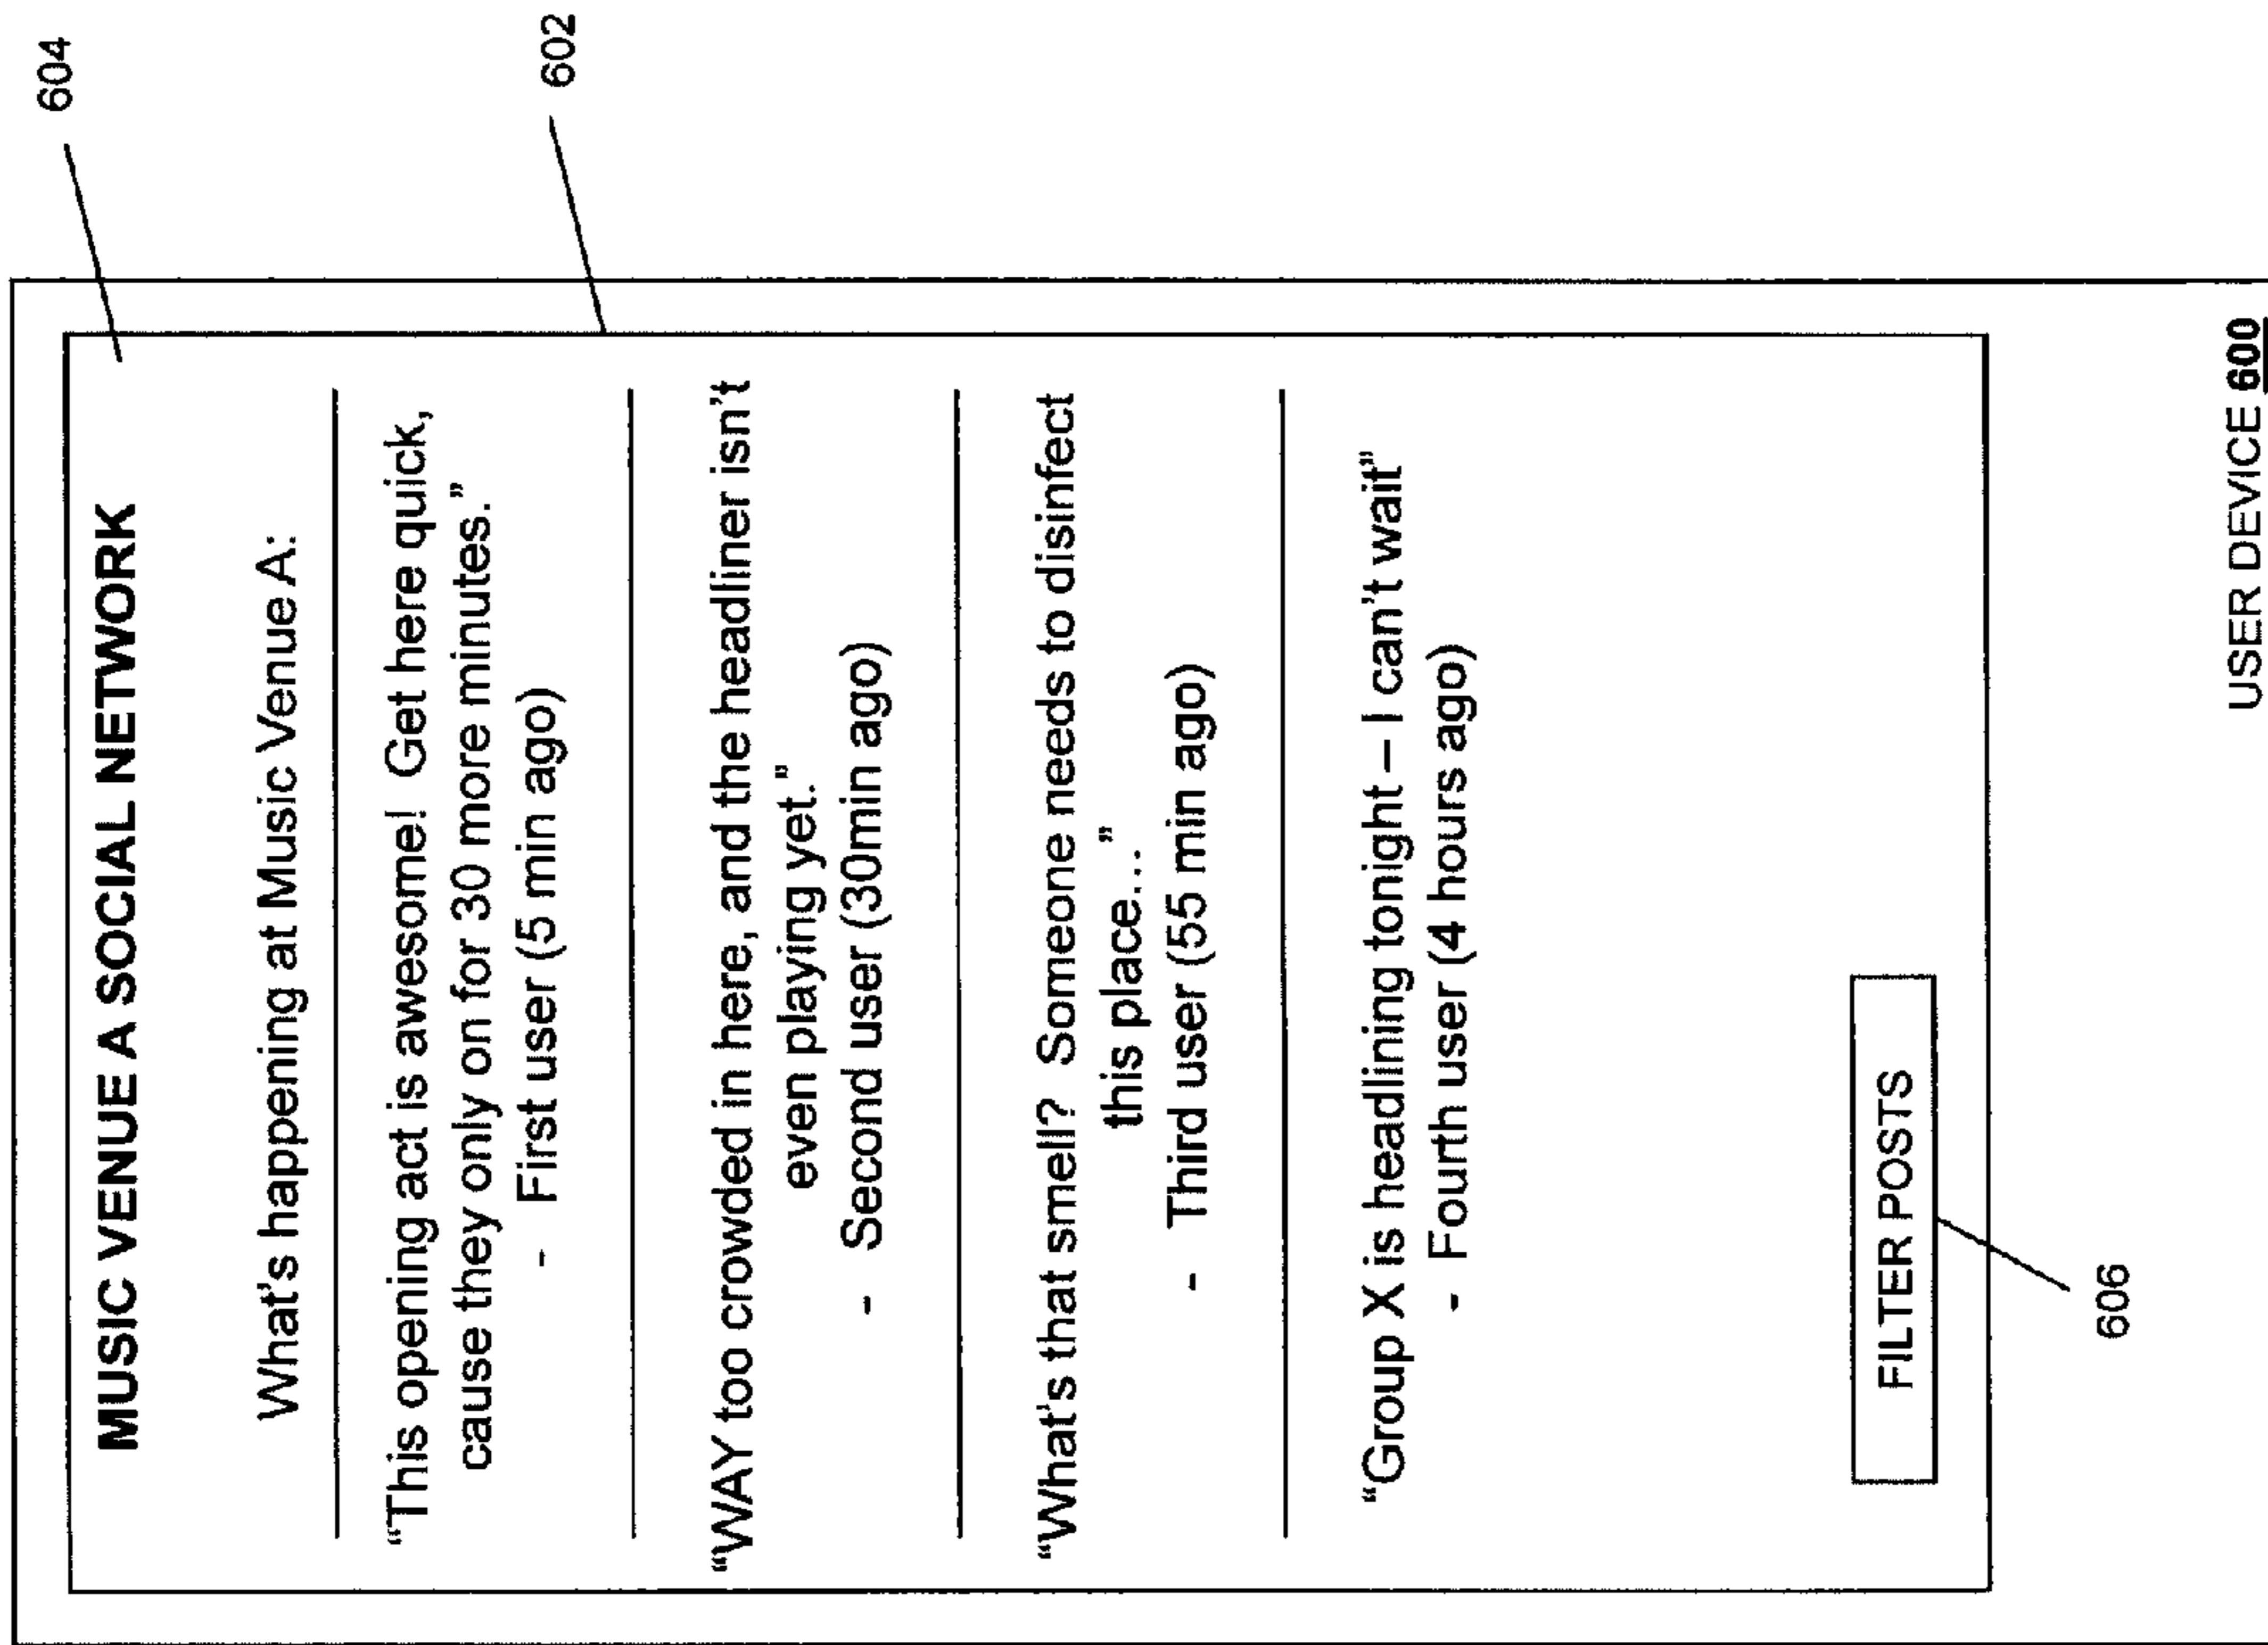 604
602
MUSIC VENUE A SOCIAL NETWORK
What's happening at Music Venue A:
“This opening act is awesome! Get here quick,
cause they only on for 30 more minutes.”
- First user (5 min ago)
“WAY too crowded in here, and the headliner isn't
even playing yet.”
- Second user (30min ago)
“What's that smell? Someone needs to disinfect
this place…”
- Third user (55 min ago)
“Group X is headlining tonight – I can't wait”
- Fourth user (4 hours ago)
FILTER POSTS
606
USER DEVICE 600